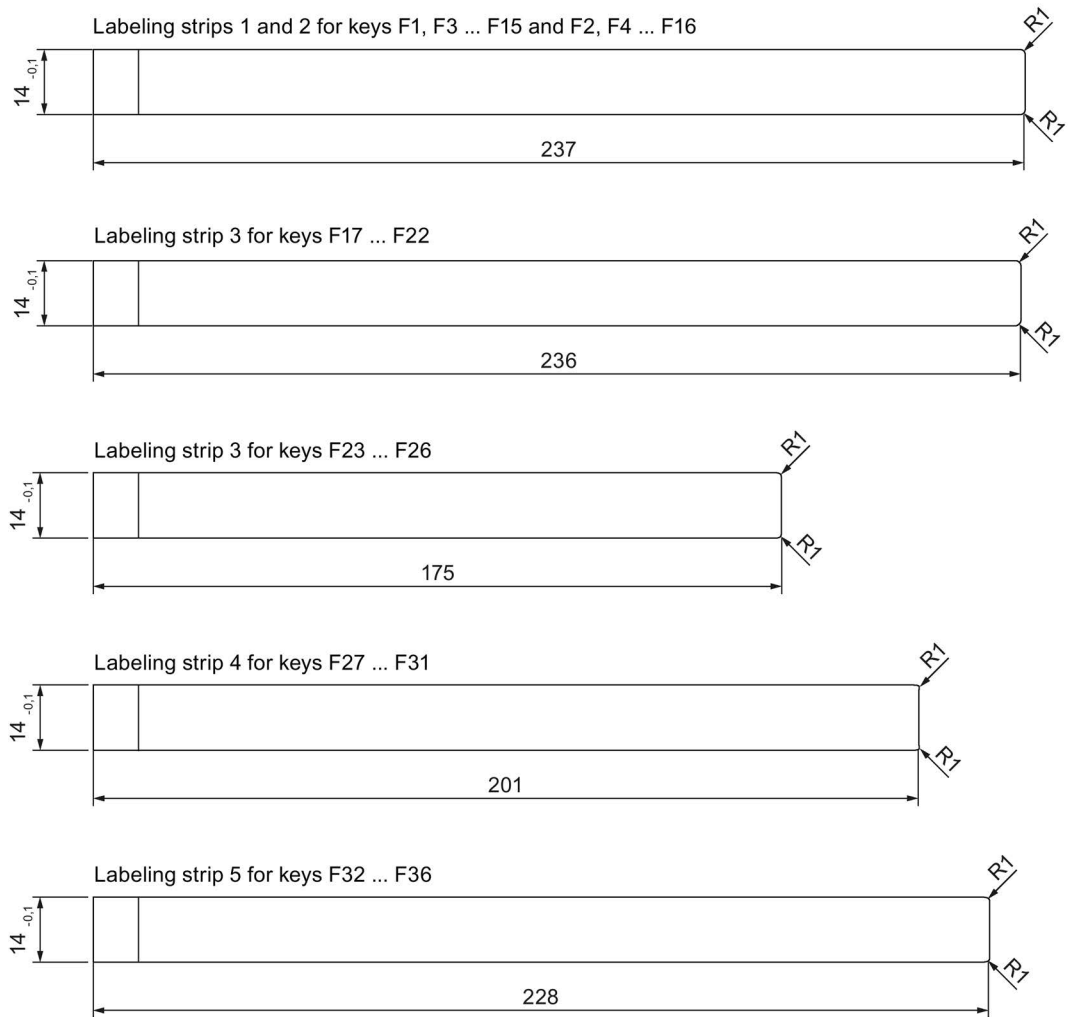 Labeling strips 1 and 2 for keys F1, F3 ... F15 and F2, F4 ... F16
R1
14 -0,1
R1
237
Labeling strip 3 for keys F17 ... F22
R1
14 -0,1
R1
236
Labeling strip 3 for keys F23 ... F26
R1
14 -0,1
R1
175
Labeling strip 4 for keys F27 ... F31
R1
14 -0,1
R1
201
Labeling strip 5 for keys F32 ... F36
R1
14 -0,1
R1
228